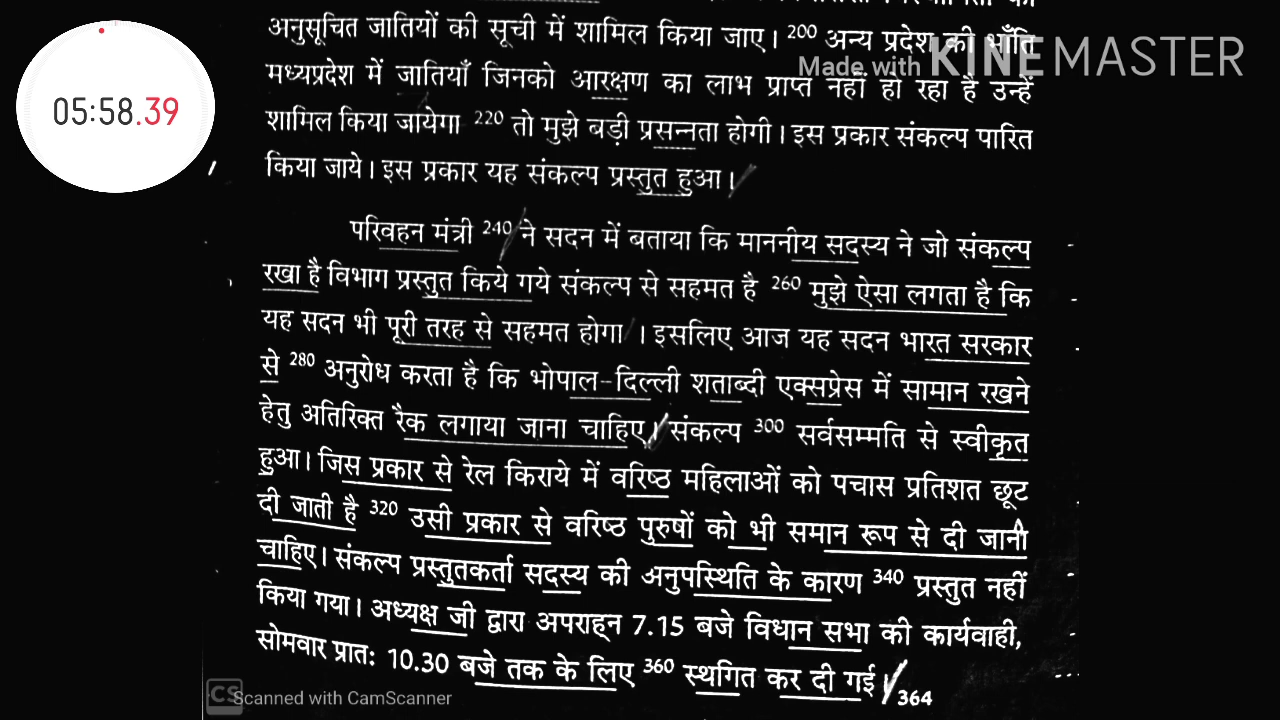 अनुसूचित जातियों की सूची में शामिल किया जाए। 200 अन्य प्रदेश की भाँति
Made with KINEMASTER
मध्यप्रदेश में जातियाँ जिनको आरक्षण का लाभ प्राप्त नहीं हो रहा है उन्हें
05:58.39
शामिल किया जायेगा 220 तो मुझे बड़ी प्रसन्नता होगी। इस प्रकार संकल्प पारित
किया जाये। इस प्रकार यह संकल्प प्रस्तुत हुआ।
परिवहन मंत्री 240 ने सदन में बताया कि माननीय सदस्य ने जो संकल्प
रखा है विभाग प्रस्तुत किये गये संकल्प से सहमत है 260 मुझे ऐसा लगता है कि
यह सदन भी पूरी तरह से सहमत होगा । इसलिए आज यह सदन भारत सरकार
से 280 अनुरोध करता है कि भोपाल-दिल्ली शताब्दी एक्सप्रेस में सामान रखने
हेतु अतिरिक्त रैक लगाया जाना चाहिए। संकल्प 300 सर्वसम्मति से स्वीकृत
हुआ। जिस प्रकार से रेल किराये में वरिष्ठ महिलाओं को पचास प्रतिशत छूट
दी जाती है 320 उसी प्रकार से वरिष्ठ पुरुषों को भी समान रूप से दी जानी
चाहिए। संकल्प प्रस्तुतकर्ता सदस्य की अनुपस्थिति के कारण 340 प्रस्तुत नहीं
किया गया। अध्यक्ष जी द्वारा अपराह्न 7.15 बजे विधान सभा की कार्यवाही,
सोमवार प्रात: 10.30 बजे तक के लिए 360 स्थगित कर दी गई। 364
CS Scanned with CamScanner